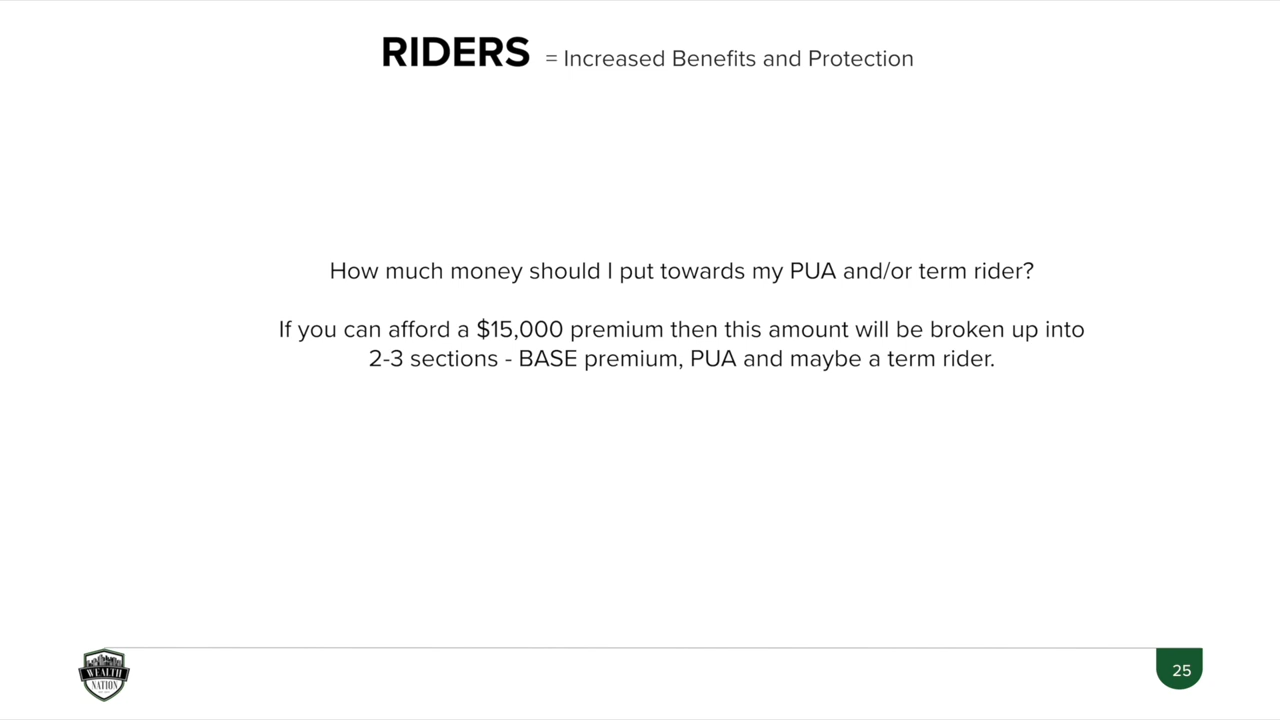 RIDERS = Increased Benefits and Protection
How much money should I put towards my PUA and/or term rider?
If you can afford a $15,000 premium then this amount will be broken up into
2-3 sections - BASE premium, PUA and maybe a term rider.
WEALTH
NATION
25